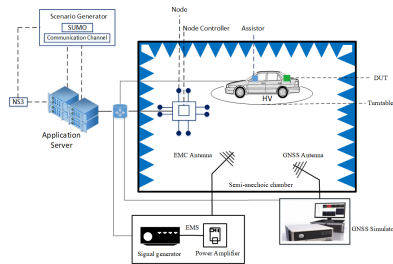 Scenario Generator
SUMO
Communication Channel
NS3
Application
Server
Node
Node Controller
Assistor
DUT
HV
Turntable
EMC Antenna
GNSS Antenna
Semi-anechoic chamber
EMS
Signal generator
Power Amplifier
GNSS Simulate